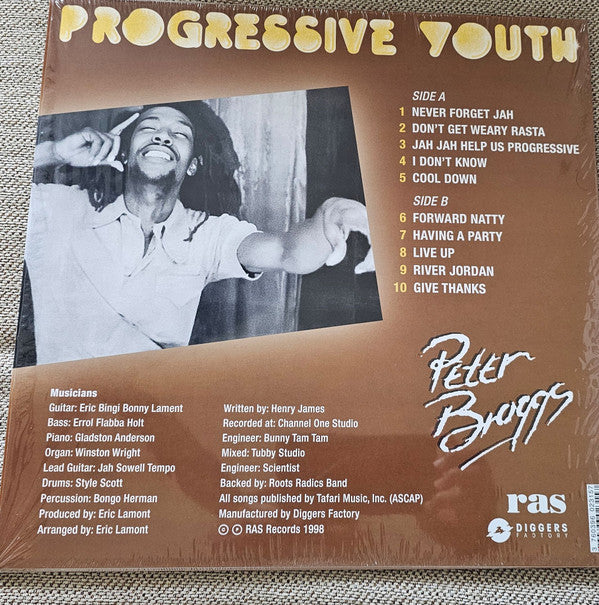 PROGRESSIVE YOUTH
SIDE A
1 NEVER FORGET JAH
2 DON'T GET WEARY RASTA
3 JAH JAH HELP US PROGRESSIVE
4 I DON'T KNOW
5 COOL DOWN
SIDE B
6 FORWARD NATTY
7 HAVING A PARTY
8 LIVE UP
9 RIVER JORDAN
10 GIVE THANKS
Peter Broggs
Musicians
Guitar: Eric Bingi Bonny Lament
Bass: Errol Flabba Holt
Piano: Gladston Anderson
Organ: Winston Wright
Lead Guitar: Jah Sowell Tempo
Drums: Style Scott
Percussion: Bongo Herman
Produced by: Eric Lamont
Arranged by: Eric Lamont
Written by: Henry James
Recorded at: Channel One Studio
Engineer: Bunny Tam Tam
Mixed: Tubby Studio
Engineer: Scientist
Backed by: Roots Radics Band
All songs published by Tafari Music, Inc. (ASCAP)
Manufactured by Diggers Factory
© ℗ RAS Records 1998
ras
DIGGERS
FACTORY